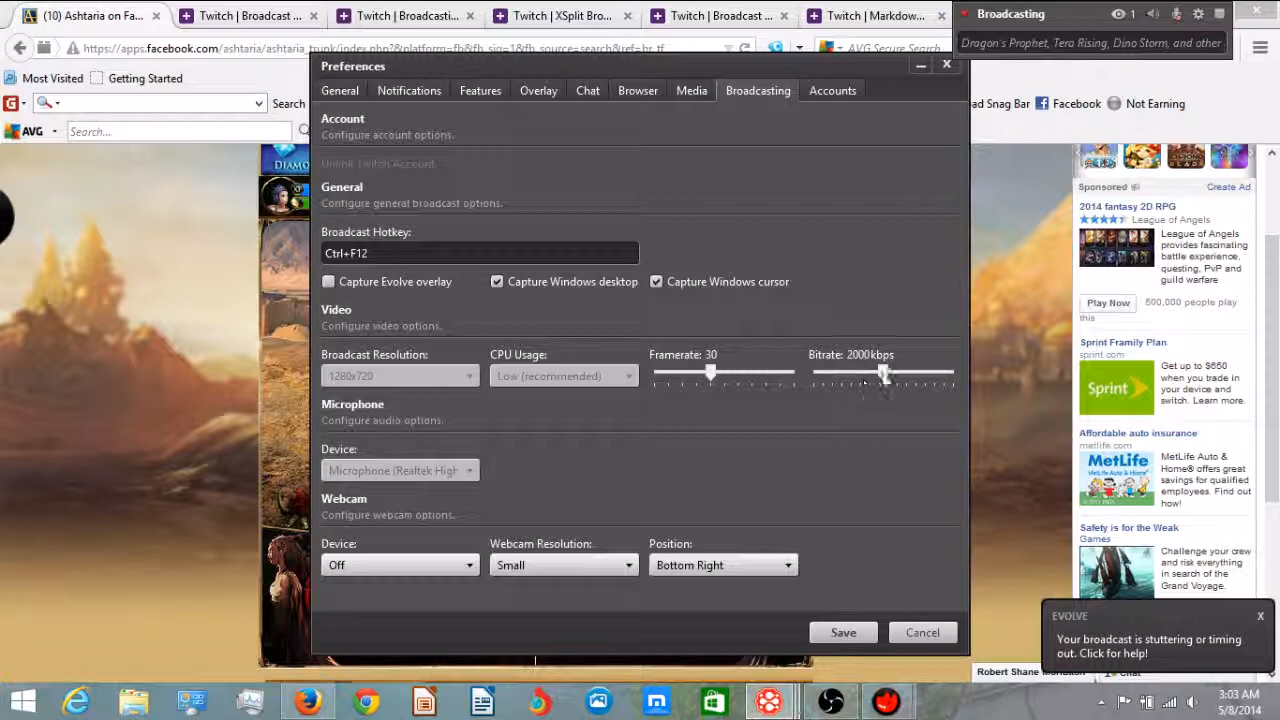 (10) Ashtaria on Fa...
Twitch | Broadcast ...
Twitch | Broadcasti...
Twitch | XSplit Bro...
Twitch | Broadcast ...
Twitch | Markdow...
Broadcasting
1
https://apps.facebook.com/ashtaria/ashtaria_trunk/index.php?&platform=fb&fb_sig=1&fb_source=search&ref=br_tf
AVG Secure
Dragon's Prophet, Tera Rising, Dino Storm, and other
Most Visited
Getting Started
Search
ad Snag Bar
Facebook
Not Earning
AVG
Search...
Preferences
General
Notifications
Features
Overlay
Chat
Browser
Media
Broadcasting
Accounts
Account
Configure account options.
Unlink Twitch Account.
General
Configure general broadcast options.
Broadcast Hotkey:
Ctrl+F12
Capture Evolve overlay
Capture Windows desktop
Capture Windows cursor
Video
Configure video options.
Broadcast Resolution:
CPU Usage:
Framerate: 30
Bitrate: 2000kbps
1280x720
Low (recommended)
Microphone
Configure audio options.
Device:
Microphone (Realtek High
Webcam
Configure webcam options.
Device:
Webcam Resolution:
Position:
Off
Small
Bottom Right
Save
Cancel
DIAMO
Sponsored
Create Ad
2014 fantasy 2D RPG
League of Angels
League of Angels
provides fascinating
battle experience,
questing, PvP and
guild warfare
Play Now
500,000 people play
this
Sprint Framily Plan
sprint.com
Sprint
Get up to $650
when you trade in
your device and
switch. Learn more.
Affordable auto insurance
metlife.com
MetLife
Auto & Home
MetLife Auto &
Home® offers great
savings for qualified
employees. Find out
how!
Safety is for the Weak
Games
Challenge your crew
and risk everything
in search of the
Grand Voyage.
EVOLVE
X
Your broadcast is stuttering or timing
out. Click for help!
Robert Shane
Chat
3:03 AM
5/8/2014